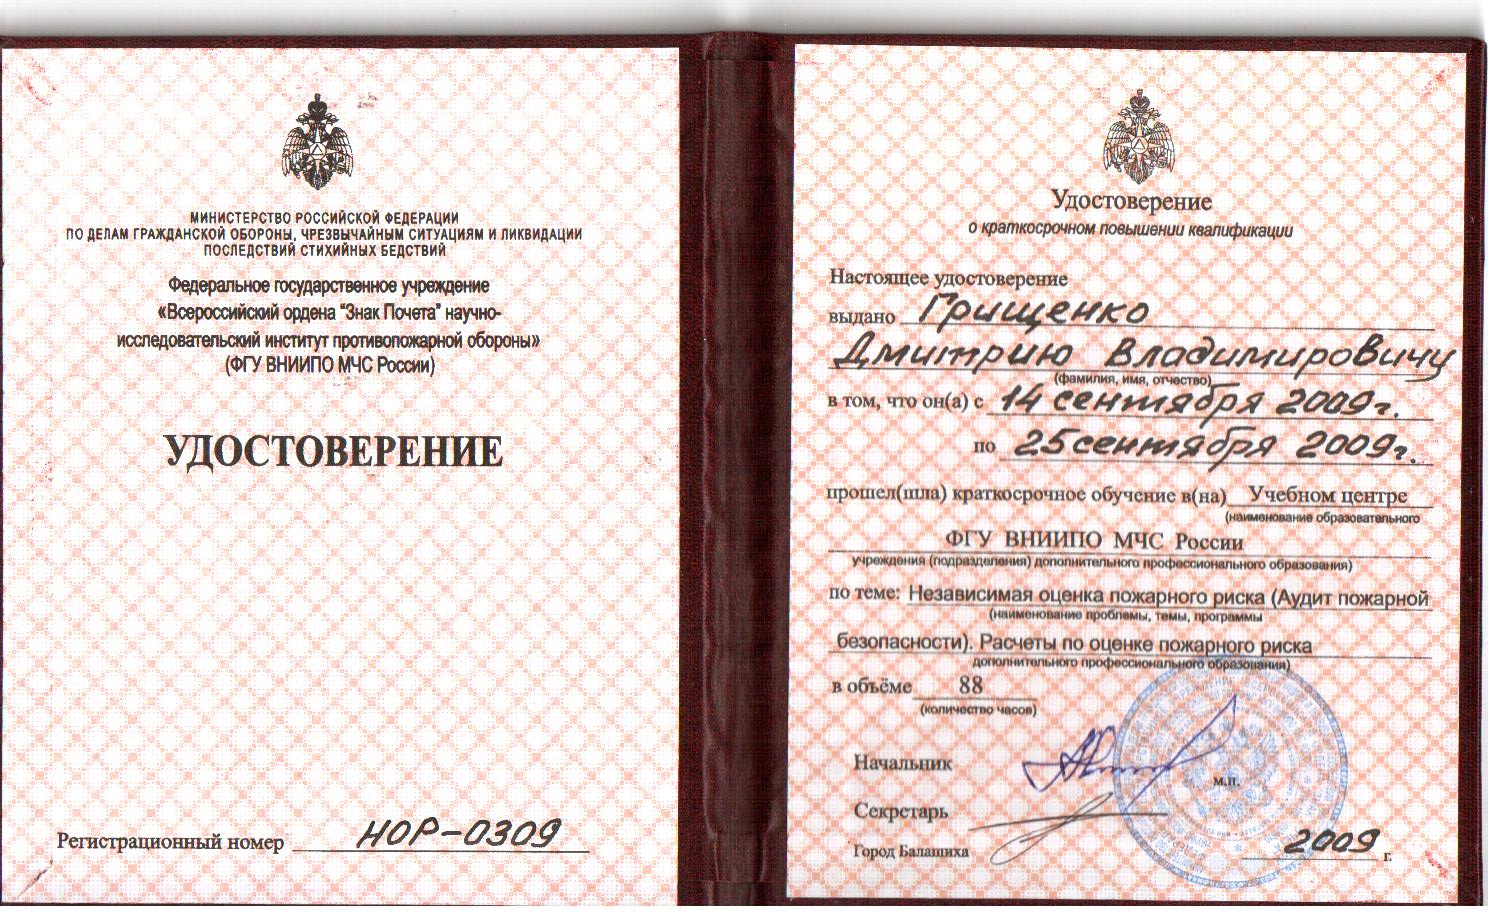 МИНИСТЕРСТВО РОССИЙСКОЙ ФЕДЕРАЦИИ
ПО ДЕЛАМ ГРАЖДАНСКОЙ ОБОРОНЫ, ЧРЕЗВЫЧАЙНЫМ СИТУАЦИЯМ И ЛИКВИДАЦИИ
ПОСЛЕДСТВИЙ СТИХИЙНЫХ БЕДСТВИЙ
Федеральное государственное учреждение
«Всероссийский ордена "Знак Почета" научно-
исследовательский институт противопожарной обороны»
(ФГУ ВНИИПО МЧС России)
УДОСТОВЕРЕНИЕ
Регистрационный номер НОР-0309
Удостоверение
о краткосрочном повышении квалификации
Настоящее удостоверение
выдано Грищенко
Дмитрию Владимировичу
(фамилия, имя, отчество)
в том, что он(а) с 14 сентября 2009г.
по 25 сентября 2009г.
прошел(шла) краткосрочное обучение в(на) Учебном центре
(наименование образовательного
ФГУ ВНИИПО МЧС России
учреждения (подразделения) дополнительного профессионального образования)
по теме: Независимая оценка пожарного риска (Аудит пожарной
(наименование проблемы, темы, программы
безопасности). Расчеты по оценке пожарного риска
дополнительного профессионального образования)
в объёме 88
(количество часов)
Начальник
м.п.
Секретарь
Город Балашиха 2009 г.